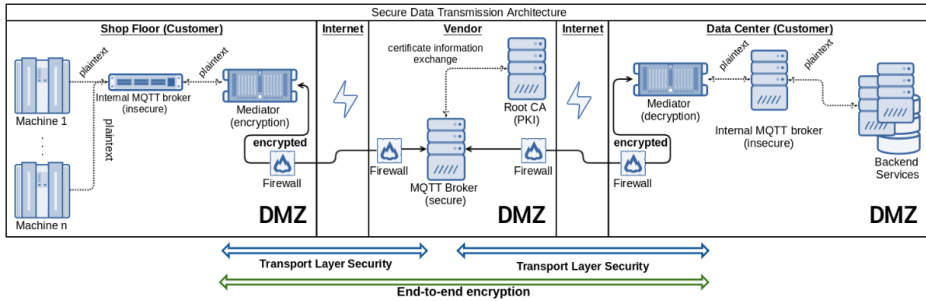 Secure Data Transmission Architecture
Shop Floor (Customer)
Internet
Vendor
Internet
Data Center (Customer)
plaintext
plaintext
certificate information
exchange
plaintext
plaintext
Machine 1
Internal MQTT broker
(insecure)
plaintext
Mediator
(encryption)
Root CA
(PKI)
Mediator
(decryption)
Internal MQTT broker
(insecure)
encrypted
encrypted
Firewall
Firewall
MQTT Broker
(secure)
Firewall
Firewall
Backend
Services
Machine n
DMZ
DMZ
DMZ
Transport Layer Security
Transport Layer Security
End-to-end encryption